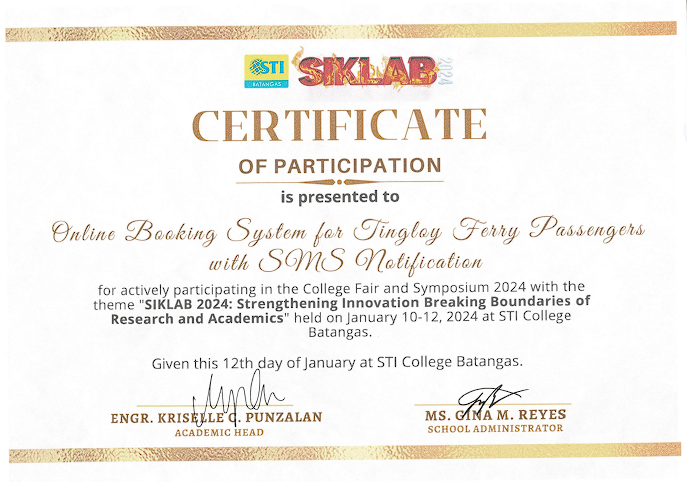 STI
BATANGAS
SIKLAB
2024
CERTIFICATE
OF PARTICIPATION
is presented to
Online Booking System for Tingloy Ferry Passengers
with SMS Notification
for actively participating in the College Fair and Symposium 2024 with the
theme "SIKLAB 2024: Strengthening Innovation Breaking Boundaries of
Research and Academics" held on January 10-12, 2024 at STI College
Batangas.
Given this 12th day of January at STI College Batangas.
ENGR. KRISELLE C. PUNZALAN
ACADEMIC HEAD
MS. GINA M. REYES
SCHOOL ADMINISTRATOR